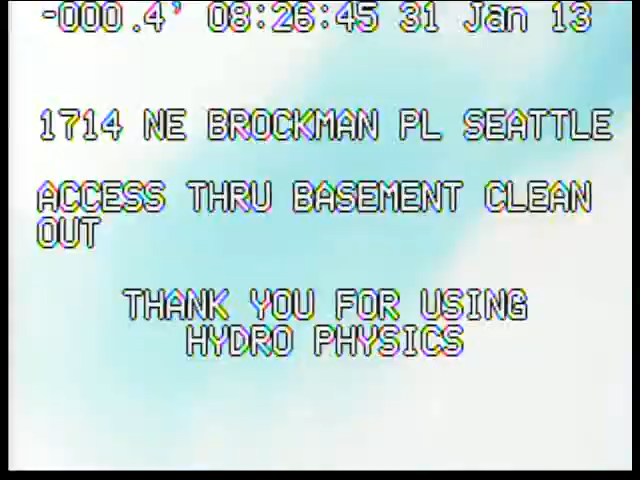 -000.4' 08:26:45 31 Jan 13
1714 NE BROCKMAN PL SEATTLE
ACCESS THRU BASEMENT CLEAN
OUT
THANK YOU FOR USING
HYDRO PHYSICS